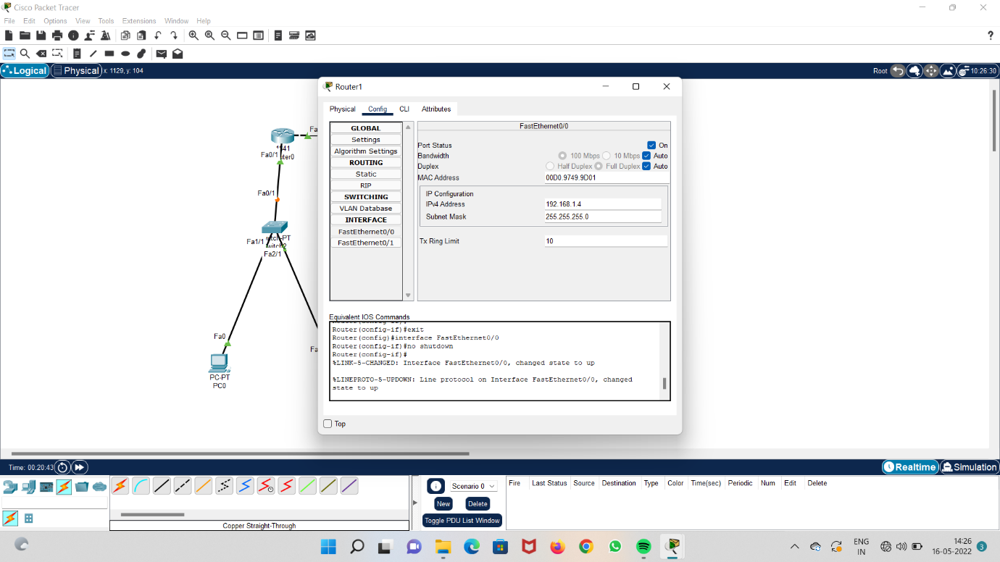 Cisco Packet Tracer
File Edit Options View Tools Extensions Window Help
Logical Physical x: 1129, y: 104 Root 10:26:30
Router1
Physical Config CLI Attributes
GLOBAL
Settings
Algorithm Settings
ROUTING
Static
RIP
SWITCHING
VLAN Database
INTERFACE
FastEthernet0/0
FastEthernet0/1
FastEthernet0/0
Port Status On
Bandwidth 100 Mbps 10 Mbps Auto
Duplex Half Duplex Full Duplex Auto
MAC Address 00D0.9749.9D01
IP Configuration
IPv4 Address 192.168.1.4
Subnet Mask 255.255.255.0
Tx Ring Limit 10
Equivalent IOS Commands
Router(config-if)#exit
Router(config)#interface FastEthernet0/0
Router(config-if)#no shutdown
Router(config-if)#
%LINK-5-CHANGED: Interface FastEthernet0/0, changed state to up
%LINEPROTO-5-UPDOWN: Line protocol on Interface FastEthernet0/0, changed
state to up
Top
Fa
Fa0/1
Fa0/1
Fa1/1
Fa2/1
Fa0
Fa
PC-PT
PC0
Time: 00:20:43 Realtime Simulation
Scenario 0
New Delete
Toggle PDU List Window
Fire Last Status Source Destination Type Color Time(sec) Periodic Num Edit Delete
Copper Straight-Through
ENG
IN
14:26
16-05-2022
3